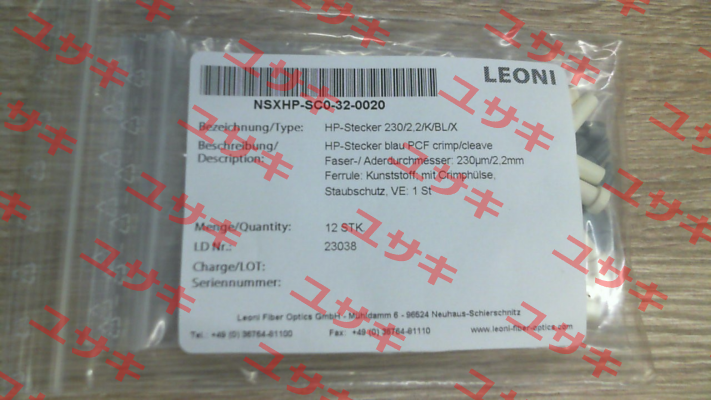 LEONI
NSXHP-SC0-32-0020
Bezeichnung/Type: HP-Stecker 230/2,2/K/BL/X
Beschreibung/ HP-Stecker blau PCF crimp/cleave
Description: Faser-/ Aderdurchmesser: 230µm/2,2mm
Ferrule: Kunststoff, mit Crimphülse,
Staubschutz, VE: 1 St
Menge/Quantity: 12 STK
LD Nr.: 23038
Charge/LOT:
Seriennummer:
Leoni Fiber Optics GmbH - Mühldamm 6 - 96524 Neuhaus-Schierschnitz
Tel.: +49 (0) 36764-81100 Fax: +49 (0) 36764-81110 www.leoni-fiber-optics.com
ユサキ